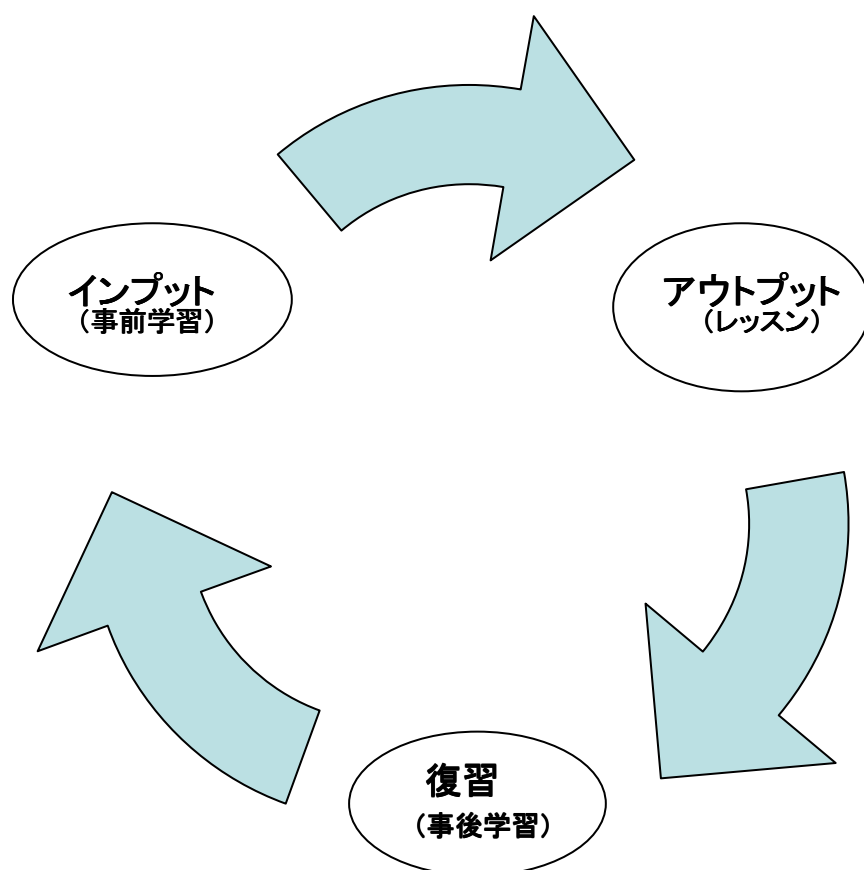 インプット
（事前学習）
アウトプット
（レッスン）
復習
（事後学習）